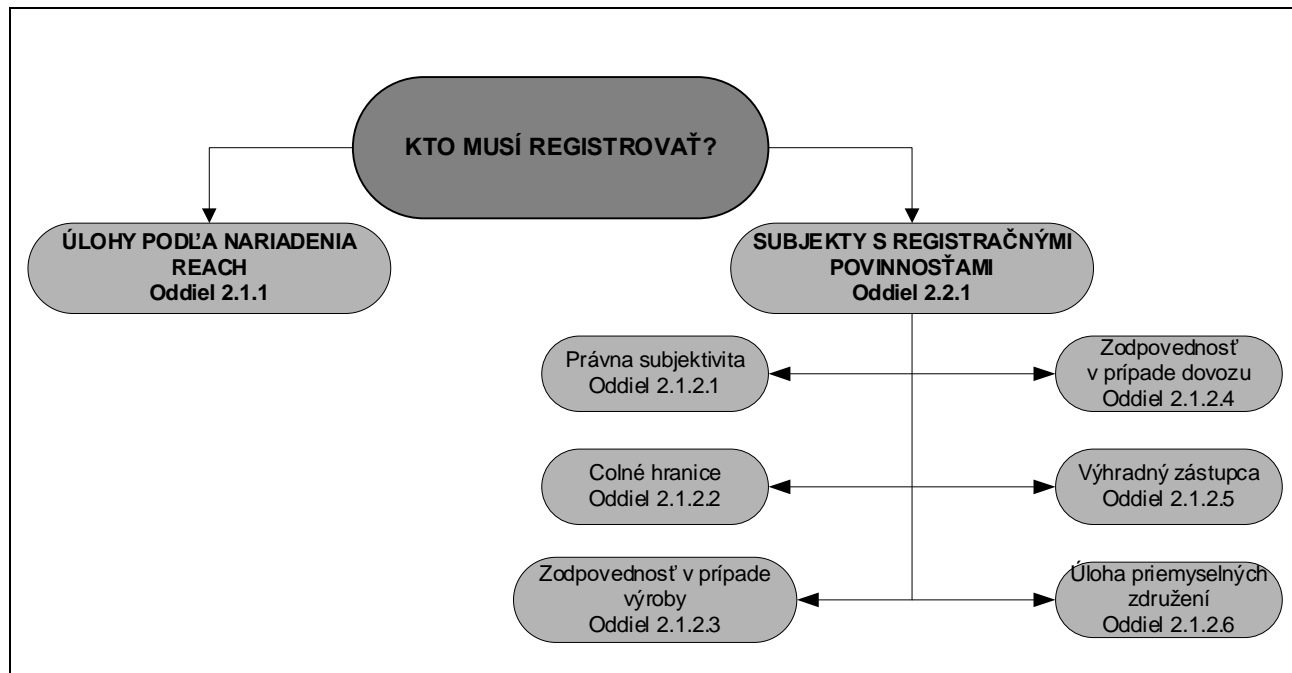 KTO MUSÍ REGISTROVAŤ?
ÚLOHY PODĽA NARIADENIA
REACH
Oddiel 2.1.1
SUBJEKTY S REGISTRAČNÝMI
POVINNOSŤAMI
Oddiel 2.2.1
Právna subjektivita
Oddiel 2.1.2.1
Zodpovednosť
v prípade dovozu
Oddiel 2.1.2.4
Colné hranice
Oddiel 2.1.2.2
Výhradný zástupca
Oddiel 2.1.2.5
Zodpovednosť v prípade
výroby
Oddiel 2.1.2.3
Úloha priemyselných
združení
Oddiel 2.1.2.6